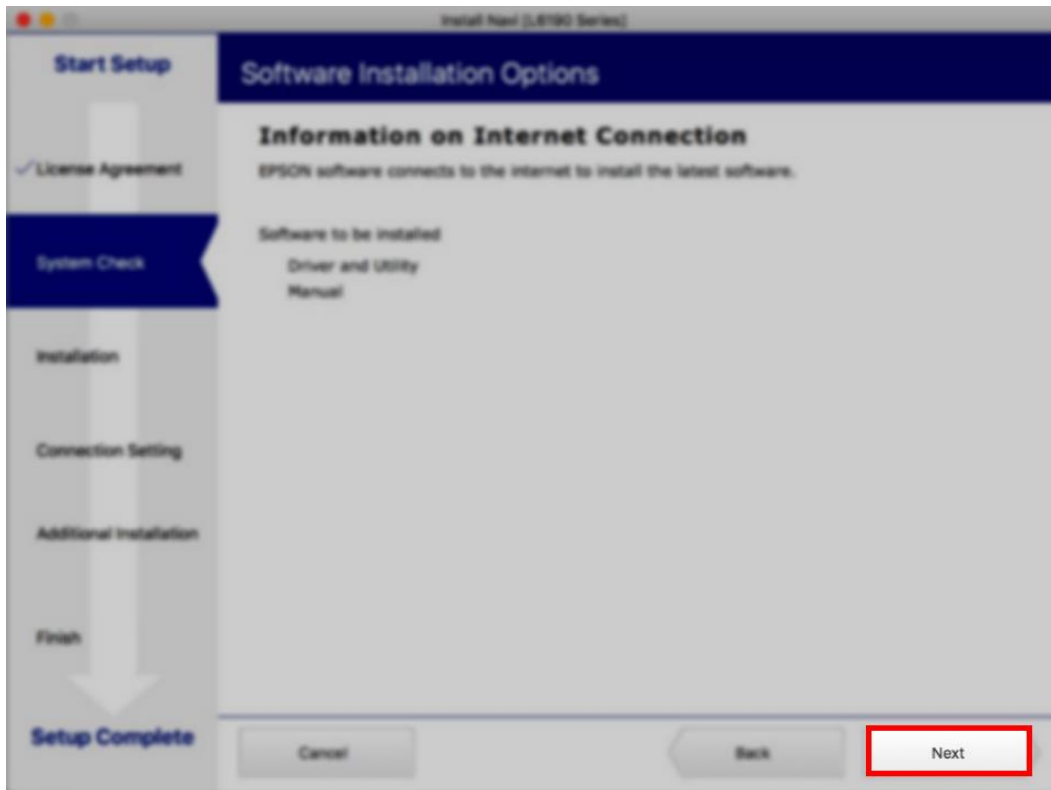 Install Navi [L6190 Series]
Start Setup
Software Installation Options
Information on Internet Connection
EPSON software connects to the internet to install the latest software.
License Agreement
Software to be installed
Driver and Utility
Manual
System Check
Installation
Connection Setting
Additional Installation
Finish
Setup Complete
Cancel
Back
Next